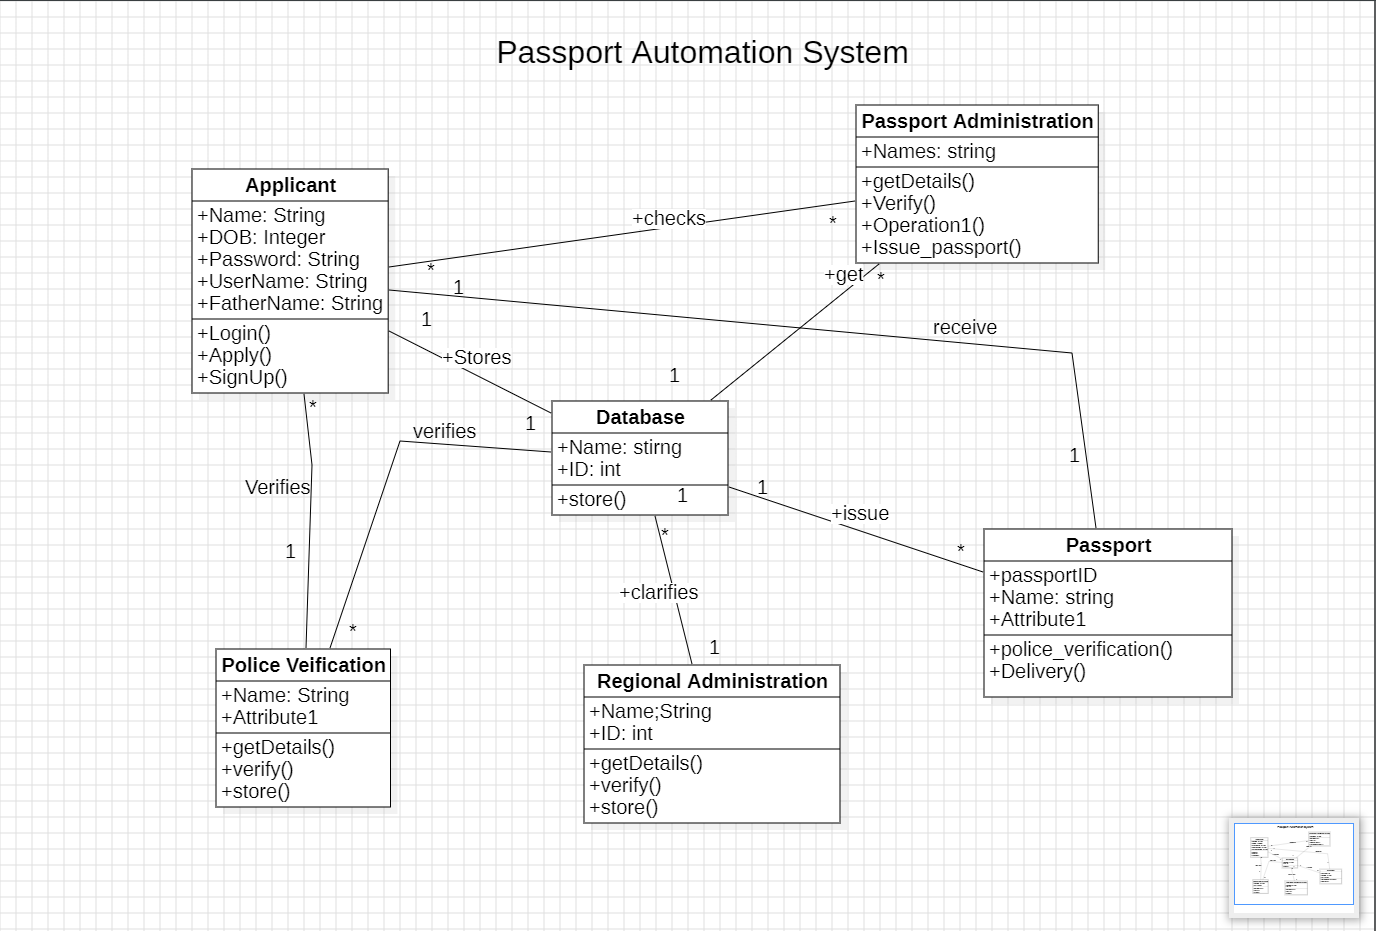 Passport Automation System
Passport Administration
+Names: string
+getDetails()
+Verify()
+Operation1()
+Issue_passport()
Applicant
+Name: String
+DOB: Integer
+Password: String
+UserName: String
+FatherName: String
+Login()
+Apply()
+SignUp()
+checks
*
*
1
+get
*
1
receive
+Stores
1
1
*
verifies
Database
+Name: stirng
+ID: int
+store()
1
1
1
Verifies
+issue
*
1
*
+clarifies
Passport
+passportID
+Name: string
+Attribute1
+police_verification()
+Delivery()
*
1
Police Veification
+Name: String
+Attribute1
+getDetails()
+verify()
+store()
Regional Administration
+Name;String
+ID: int
+getDetails()
+verify()
+store()